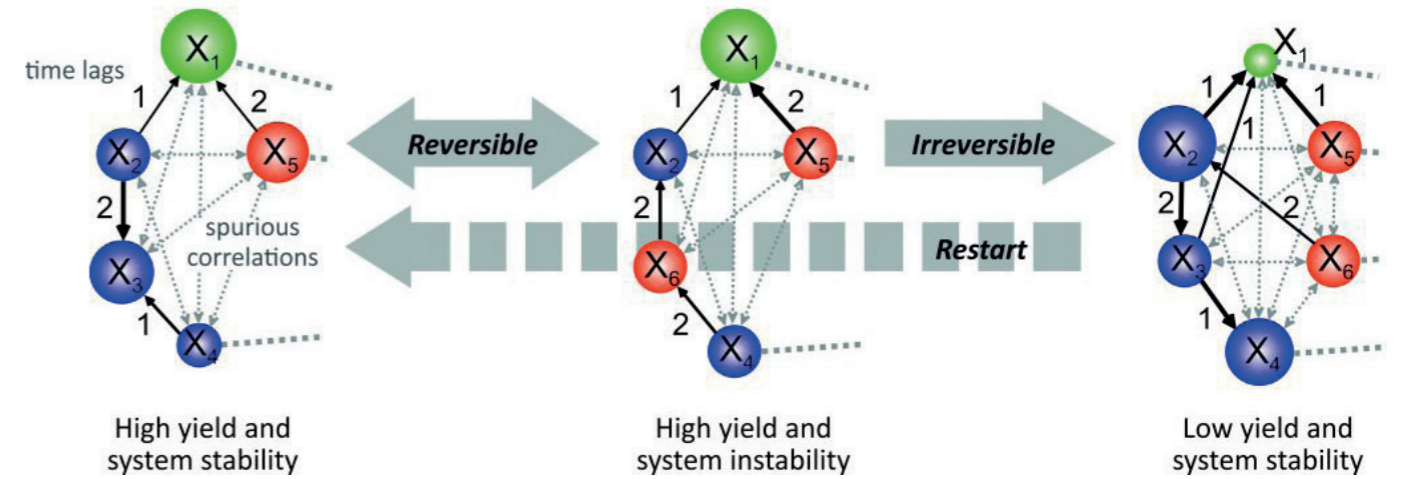 time lags
X₁
1
2
X₂
X₅
2
spurious
correlations
X₃
1
X₄
High yield and
system stability
Reversible
X₁
1
2
X₂
X₅
2
X₆
2
X₄
High yield and
system instability
Irreversible
Restart
X₁
1
1
1
X₂
X₅
2
2
X₃
X₆
1
X₄
Low yield and
system stability